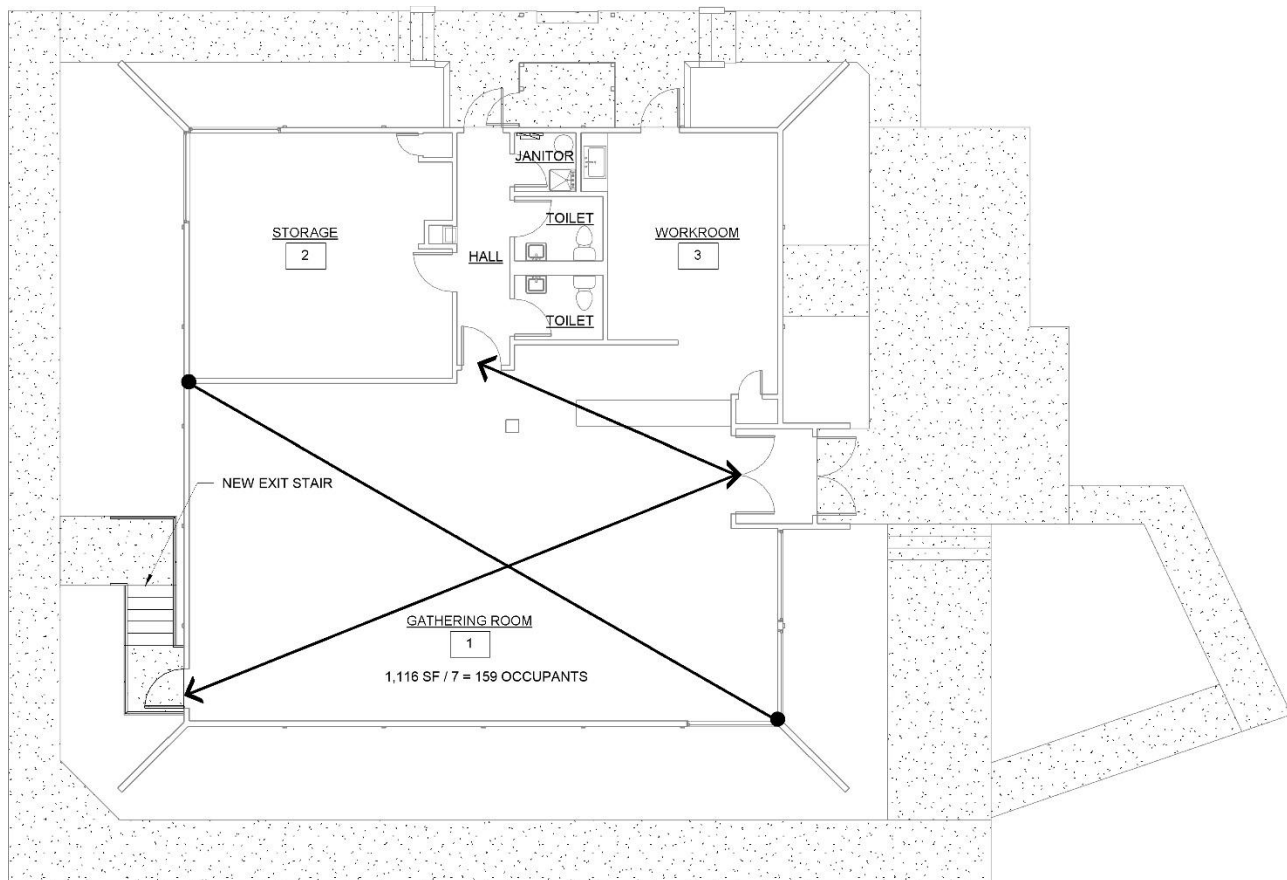 JANITOR
TOILET
STORAGE
2
WORKROOM
3
HALL
TOILET
NEW EXIT STAIR
GATHERING ROOM
1
1,116 SF / 7 = 159 OCCUPANTS